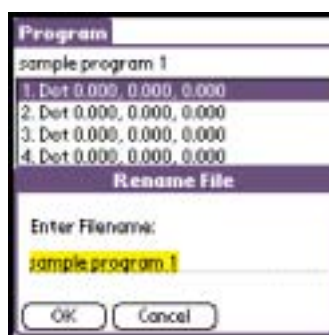 Program
sample program 1
1. Dot 0.000, 0.000, 0.000
2. Dot 0.000, 0.000, 0.000
3. Dot 0.000, 0.000, 0.000
4. Dot 0.000, 0.000, 0.000
Rename File
Enter Filename:
sample program 1
OK Cancel